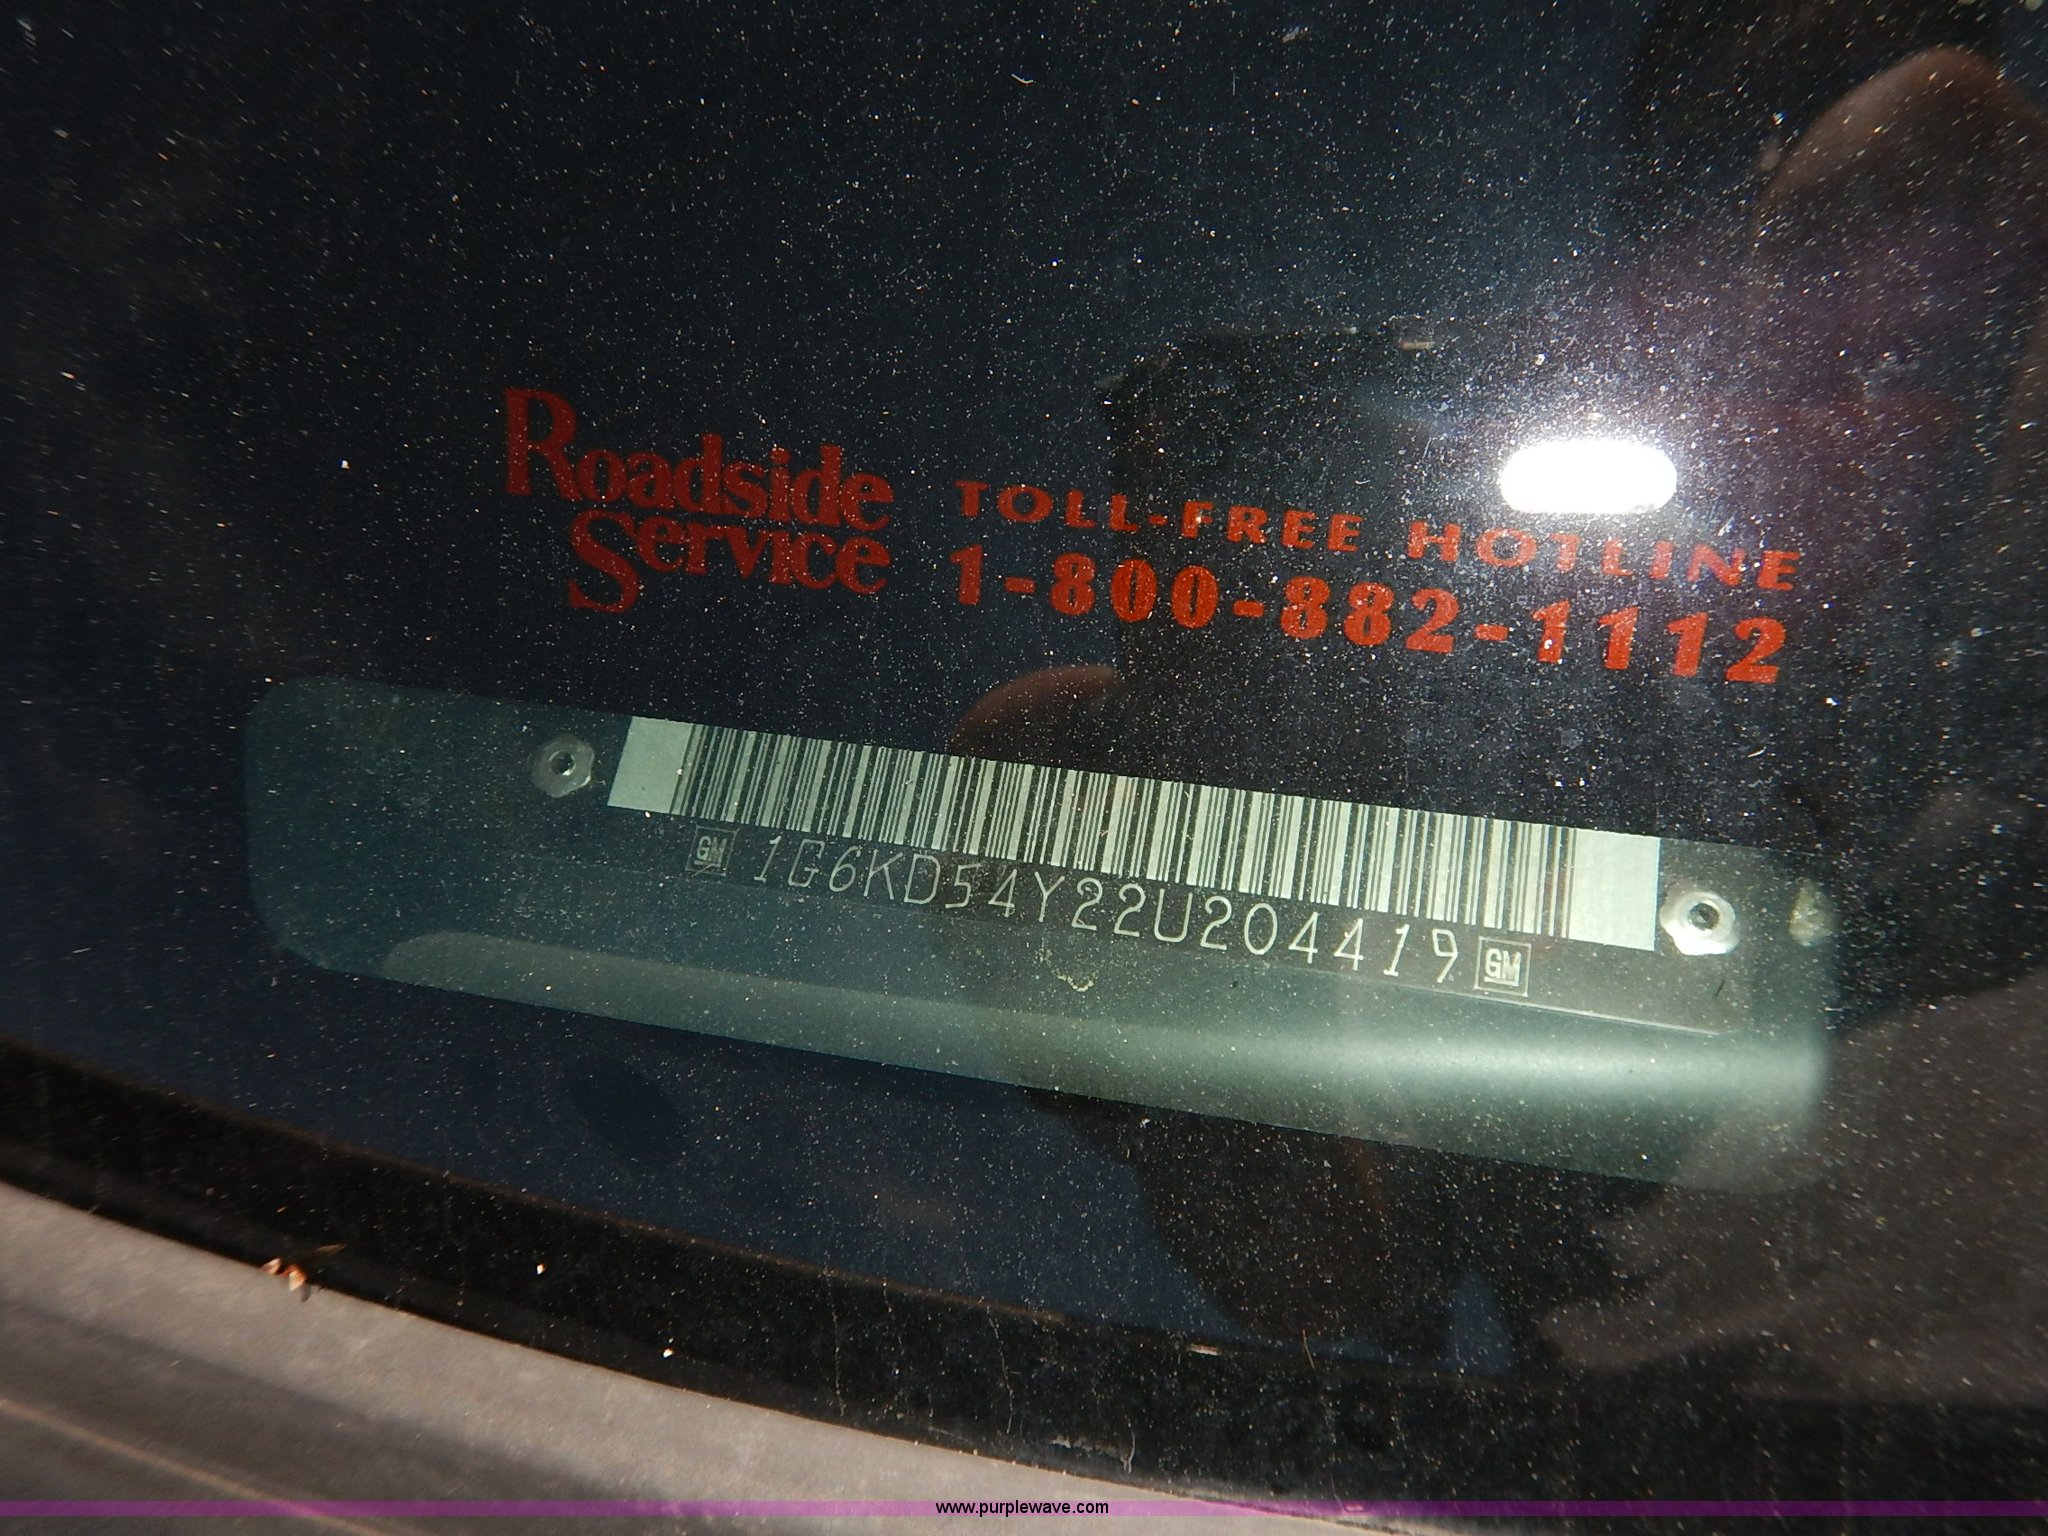 Roadside
Service
TOLL-FREE HOTLINE
1-800-882-1112
GM 1G6KD54Y22U204419 GM
www.purplewave.com